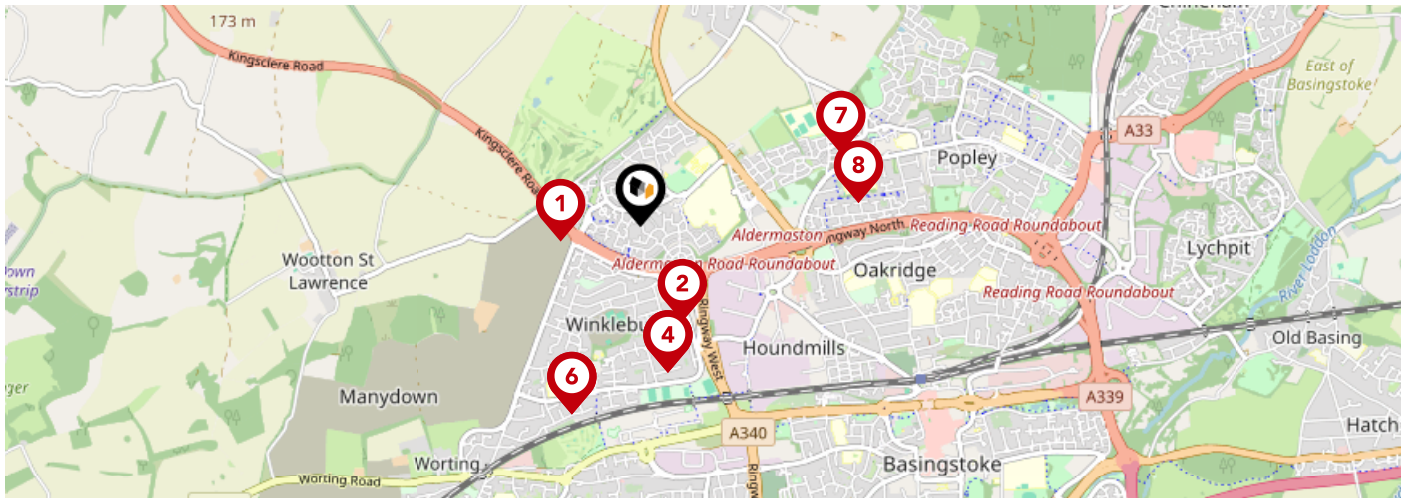 173 m
Kingsclere Road
East of
Basingstoke
Kingsclere Road
7
A33
8
Popley
1
Aldermaston
Ringway North
Reading Road Roundabout
Lychpit
Wootton St
Lawrence
Aldermaston Road Roundabout
Oakridge
River Loddon
2
Reading Road Roundabout
Ringway West
4
Old Basing
Houndmills
6
Manydown
A339
Hatch
A340
Worting
Basingstoke
Worting Road